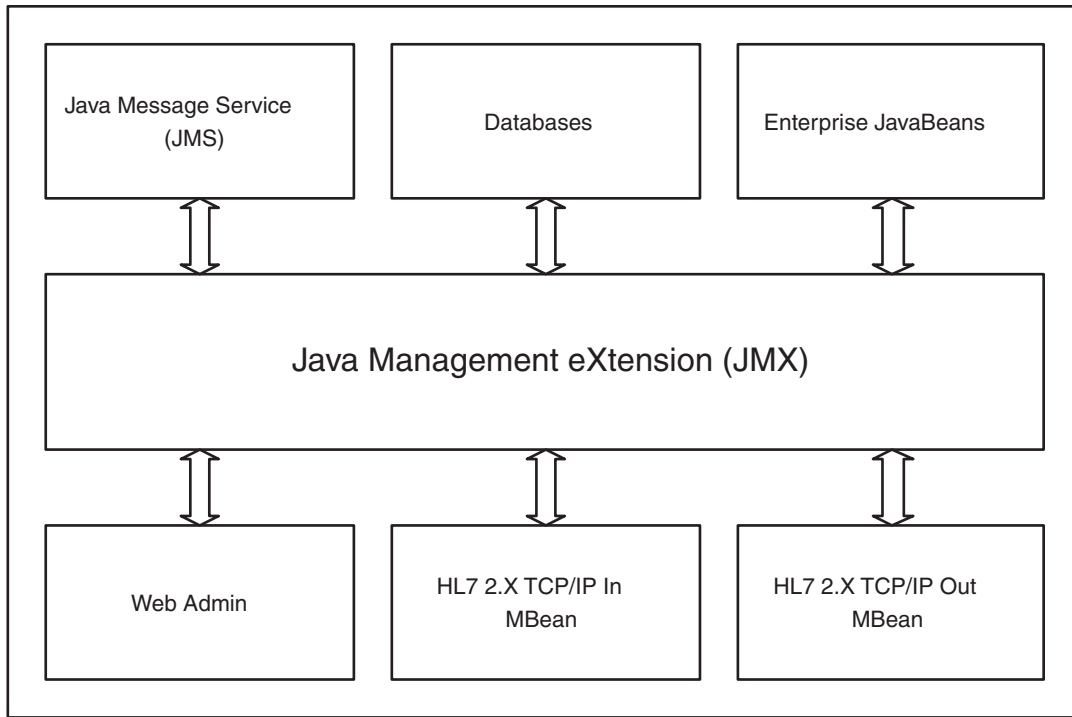 Java Message Service
(JMS)
Databases
Enterprise JavaBeans
Java Management eXtension (JMX)
Web Admin
HL7 2.X TCP/IP In
MBean
HL7 2.X TCP/IP Out
MBean